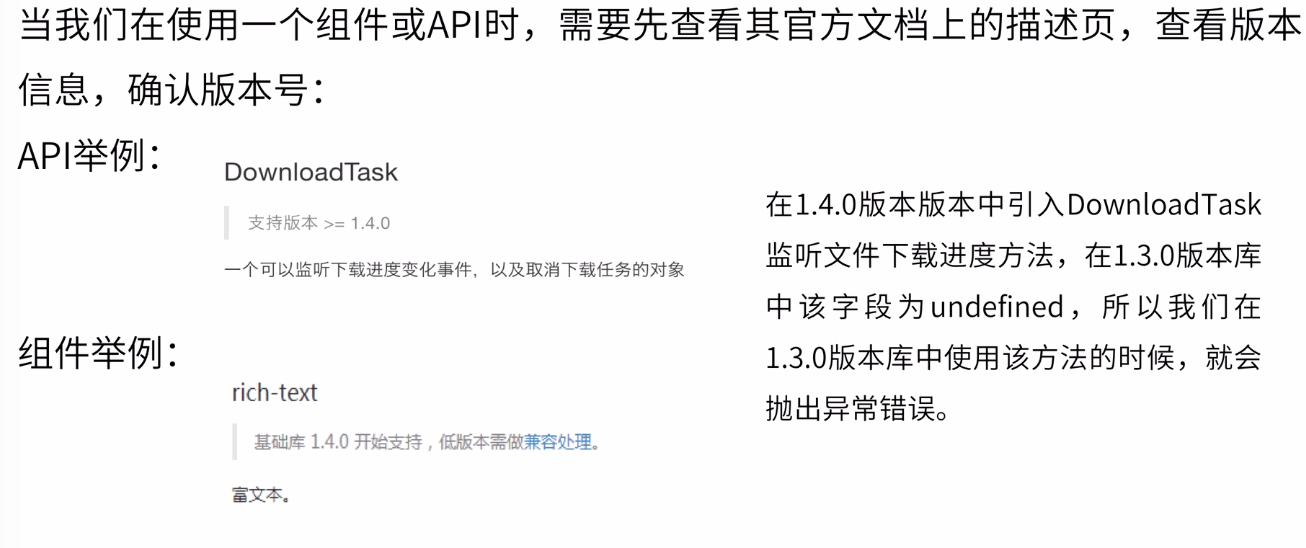 当我们在使用一个组件或API时，需要先查看其官方文档上的描述页，查看版本
信息，确认版本号：
API举例：
DownloadTask
支持版本 >= 1.4.0
一个可以监听下载进度变化事件，以及取消下载任务的对象
在1.4.0版本版本中引入DownloadTask
监听文件下载进度方法，在1.3.0版本库
中该字段为undefined，所以我们在
1.3.0版本库中使用该方法的时候，就会
抛出异常错误。
组件举例：
rich-text
基础库 1.4.0 开始支持，低版本需做兼容处理。
富文本。